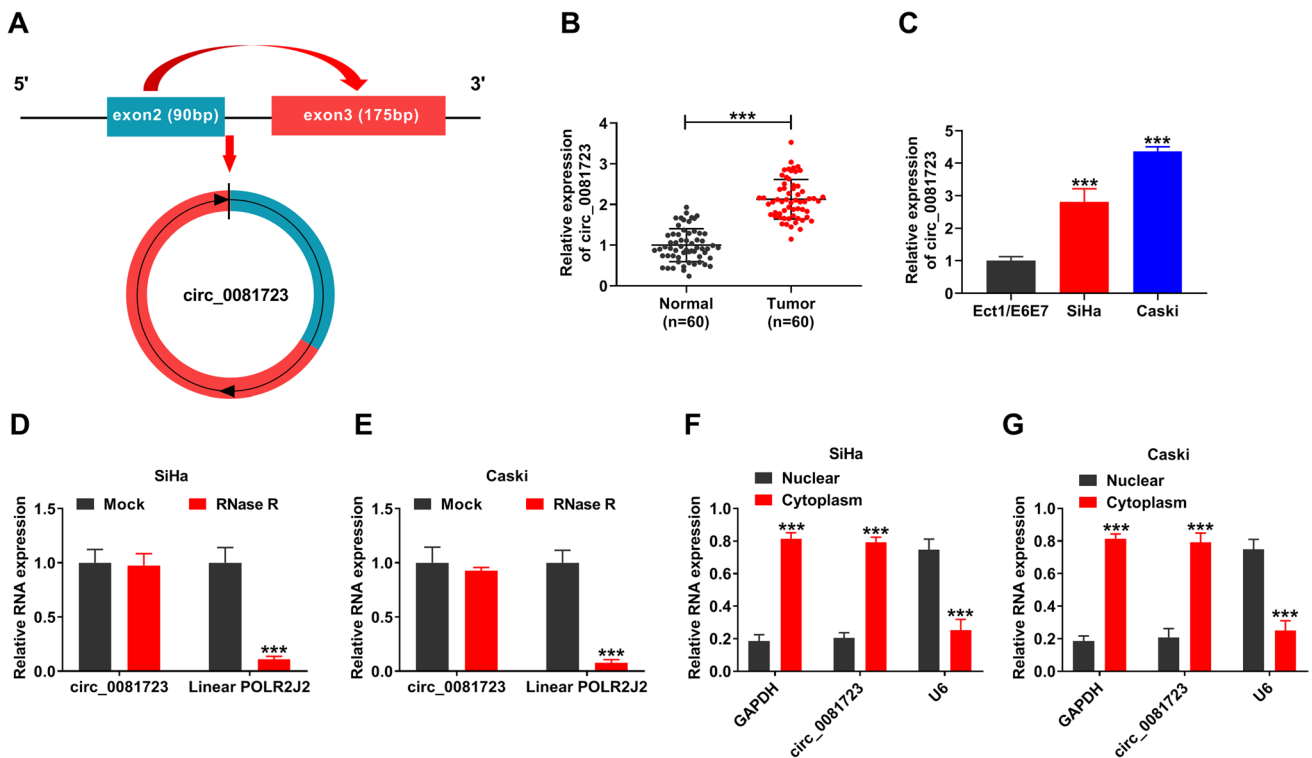 A
5'
3'
exon2 (90bp)
exon3 (175bp)
circ_0081723
B
Relative expression
of circ_0081723
4
3
2
1
0
***
Normal
(n=60)
Tumor
(n=60)
C
Relative expression
of circ_0081723
5
4
3
2
1
0
***
***
Ect1/E6E7
SiHa
Caski
D
SiHa
Mock
RNase R
Relative RNA expression
1.5
1.0
0.5
0.0
***
circ_0081723
Linear POLR2J2
E
Caski
Mock
RNase R
Relative RNA expression
1.5
1.0
0.5
0.0
***
circ_0081723
Linear POLR2J2
F
SiHa
Nuclear
Cytoplasm
Relative RNA expression
1.0
0.8
0.6
0.4
0.2
0.0
***
***
***
GAPDH
circ_0081723
U6
G
Caski
Nuclear
Cytoplasm
Relative RNA expression
1.0
0.8
0.6
0.4
0.2
0.0
***
***
***
GAPDH
circ_0081723
U6